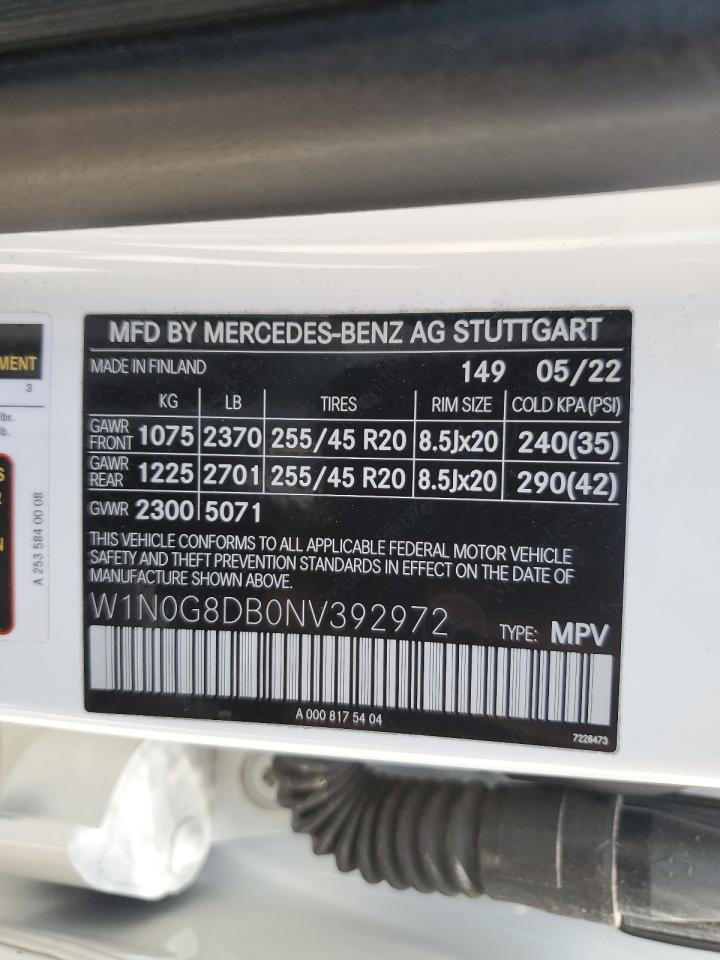 MFD BY MERCEDES-BENZ AG STUTTGART
MADE IN FINLAND 149 05/22
KG LB TIRES RIM SIZE COLD KPA(PSI)
GAWR FRONT 1075 2370 255/45 R20 8.5Jx20 240(35)
GAWR REAR 1225 2701 255/45 R20 8.5Jx20 290(42)
GVWR 2300 5071
THIS VEHICLE CONFORMS TO ALL APPLICABLE FEDERAL MOTOR VEHICLE
SAFETY AND THEFT PREVENTION STANDARDS IN EFFECT ON THE DATE OF
MANUFACTURE SHOWN ABOVE.
W1N0G8DB0NV392972 TYPE: MPV
A 000 817 54 04
7228473
MENT
3
lbs.
lb.
A 253 584 00 08